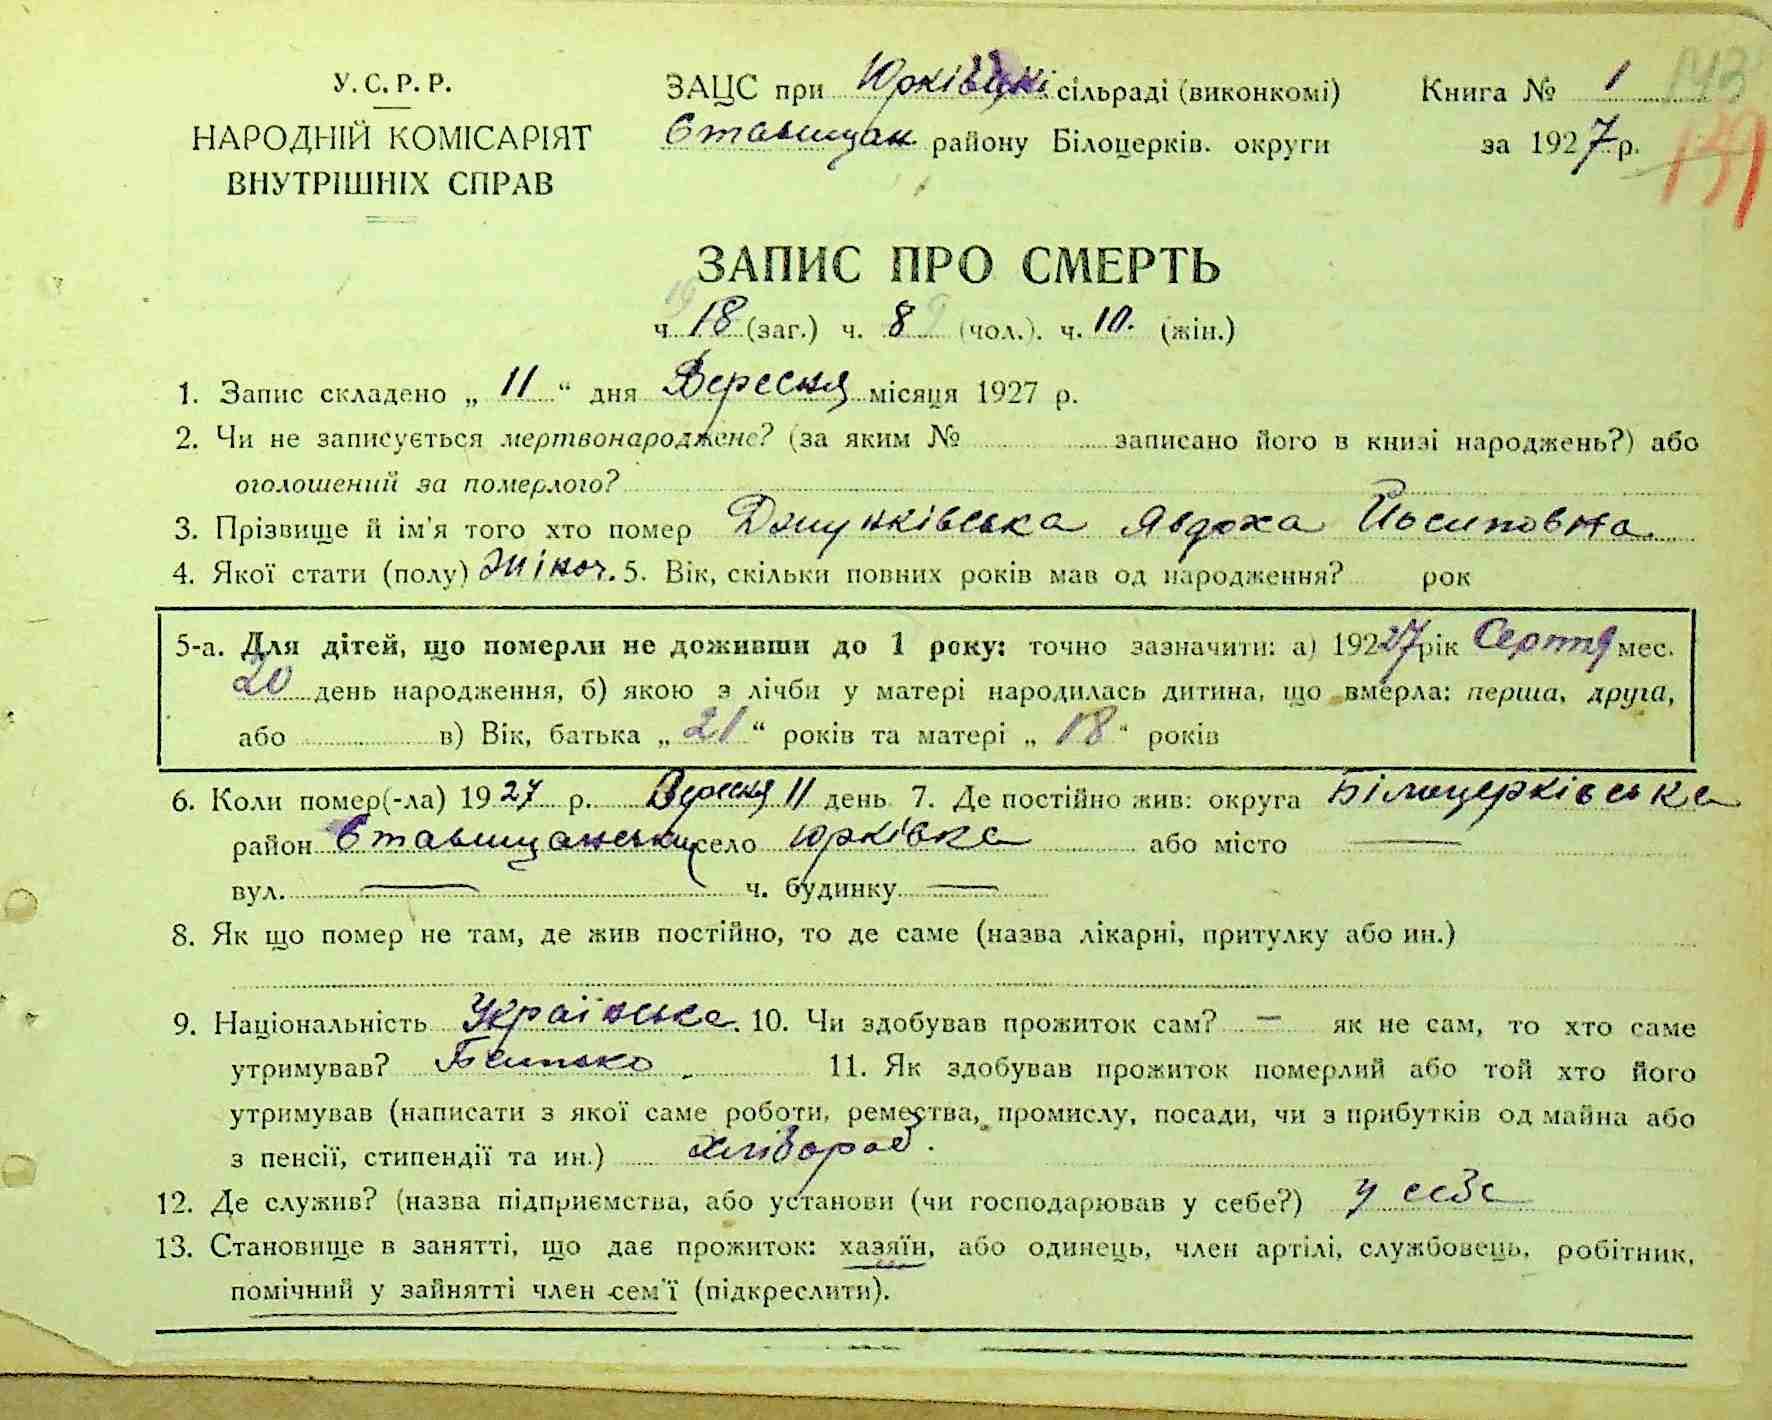 У.С.Р.Р.
НАРОДНІЙ КОМІСАРІЯТ
ВНУТРІШНІХ СПРАВ
ЗАЦС при Юрківські сільраді (виконкомі)
Ставищан району Білоцерків. округи
Книга № 1
за 1927 р.
143
139
ЗАПИС ПРО СМЕРТЬ
ч. 18 (заг.) ч. 8 (чол.). ч. 10. (жін.)
1. Запис складено „ 11 “ дня Вересня місяця 1927 р.
2. Чи не записується мертвонароджене? (за яким № записано його в книзі народжень?) або
оголошений за померлого?
3. Прізвище й ім'я того хто помер Джунківська Явдоха Йосиповна
4. Якої стати (полу) Жіноч. 5. Вік, скільки повних років мав од народження? рок
5-а. Для дітей, що померли не доживши до 1 року: точно зазначити: а) 19227 рік Серпня мес.
20 день народження, б) якою з лічби у матері народилась дитина, що вмерла: перша, друга,
або в) Вік, батька „ 21 “ років та матері „ 18 “ років
6. Коли помер(-ла) 1927 р. Вересня 11 день 7. Де постійно жив: округа Білоцерківська
район Ставищанський село Юрківка або місто —
вул. — ч. будинку —
8. Як що помер не там, де жив постійно, то де саме (назва лікарні, притулку або ин.)
9. Національність Українська. 10. Чи здобував прожиток сам? — як не сам, то хто саме
утримував? Батько. 11. Як здобував прожиток померлий або той хто його
утримував (написати з якої саме роботи, ремества, промислу, посади, чи з прибутків од майна або
з пенсії, стипендії та ин.) хлібороб.
12. Де служив? (назва підприємства, або установи (чи господарював у себе?) у себе
13. Становище в занятті, що дає прожиток: хазяїн, або одинець, член артілі, службовець, робітник,
помічний у зайнятті член сем'ї (підкреслити).